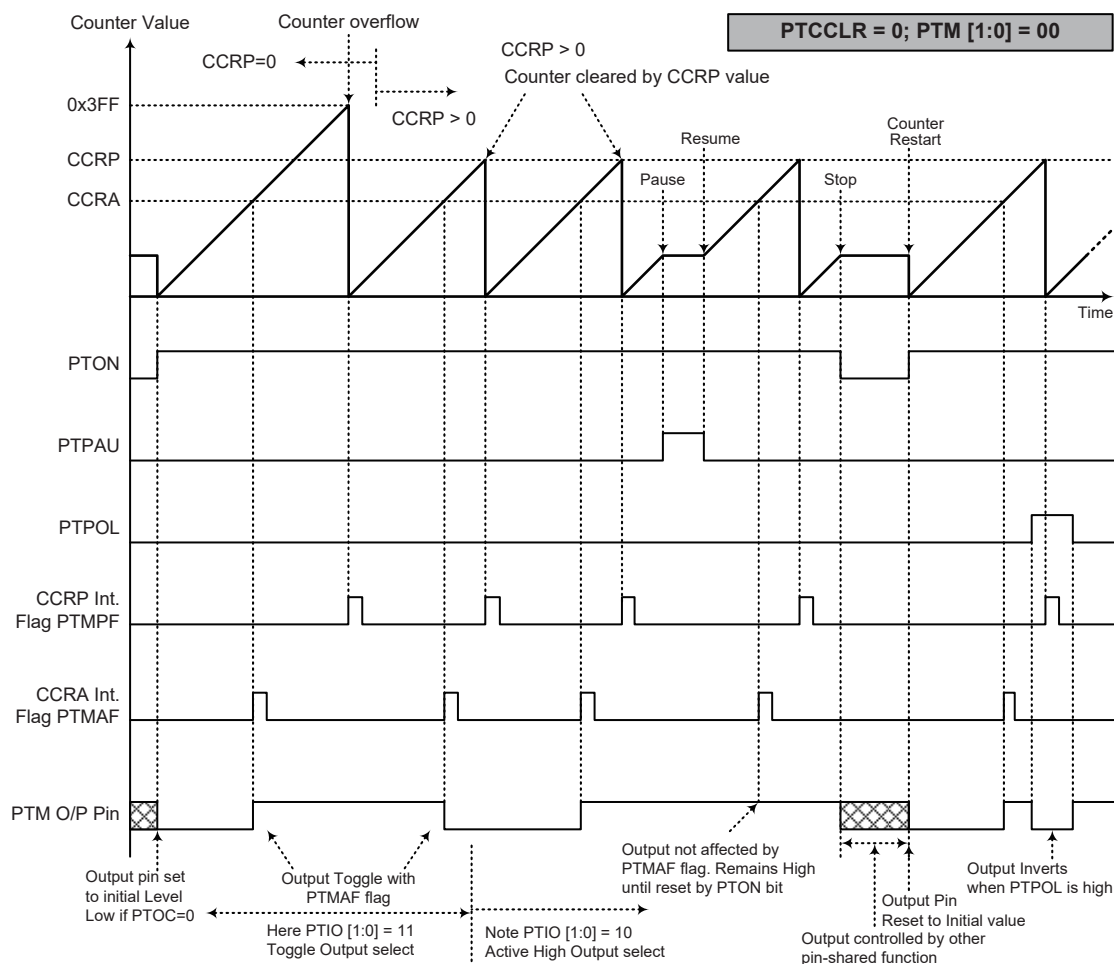 Counter Value
Counter overflow
PTCCLR = 0; PTM [1:0] = 00
CCRP=0
CCRP > 0
CCRP > 0
Counter cleared by CCRP value
0x3FF
CCRP
CCRA
Pause
Resume
Stop
Counter
Restart
Time
PTON
PTPAU
PTPOL
CCRP Int.
Flag PTMPF
CCRA Int.
Flag PTMAF
PTM O/P Pin
Output pin set
to initial Level
Low if PTOC=0
Output Toggle with
PTMAF flag
Here PTIO [1:0] = 11
Toggle Output select
Note PTIO [1:0] = 10
Active High Output select
Output not affected by
PTMAF flag. Remains High
until reset by PTON bit
Output controlled by other
pin-shared function
Output Pin
Reset to Initial value
Output Inverts
when PTPOL is high